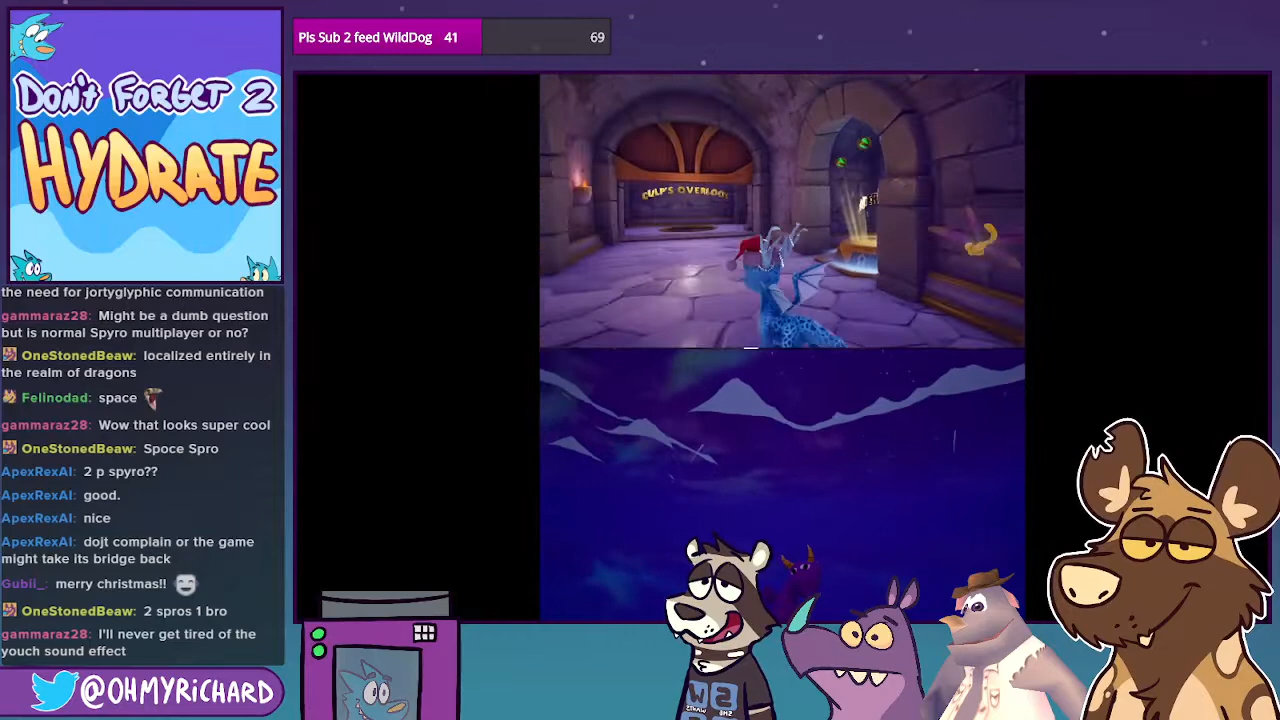 DON'T FORGET 2
HYDRATE
Pls Sub 2 feed WildDog 41
69
GULP'S OVERLOOK
the need for jortyglyphic communication
gammaraz28: Might be a dumb question
but is normal Spyro multiplayer or no?
OneStonedBeaw: localized entirely in
the realm of dragons
Felinodad: space
gammaraz28: Wow that looks super cool
OneStonedBeaw: Spoce Spro
ApexRexAI: 2 p spyro??
ApexRexAI: good.
ApexRexAI: nice
ApexRexAI: dojt complain or the game
might take its bridge back
Gubii_: merry christmas!!
OneStonedBeaw: 2 spros 1 bro
gammaraz28: I'll never get tired of the
youch sound effect
@OHMYRICHARD